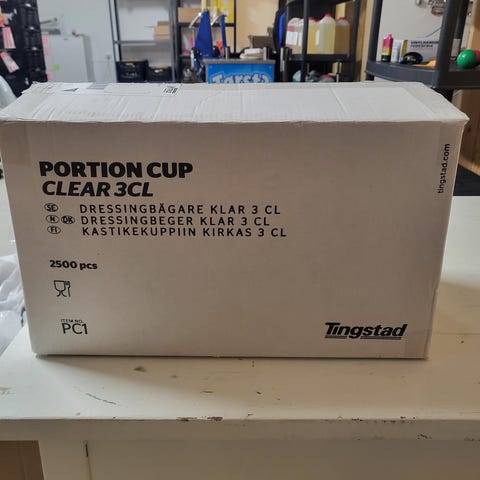 PORTION CUP
CLEAR 3CL
SE DRESSINGBÄGARE KLAR 3 CL
N DK DRESSINGBEGER KLAR 3 CL
FI KASTIKEKUPPIIN KIRKAS 3 CL
2500 pcs
ITEM NO.
PC1
Tingstad
tingstad.com